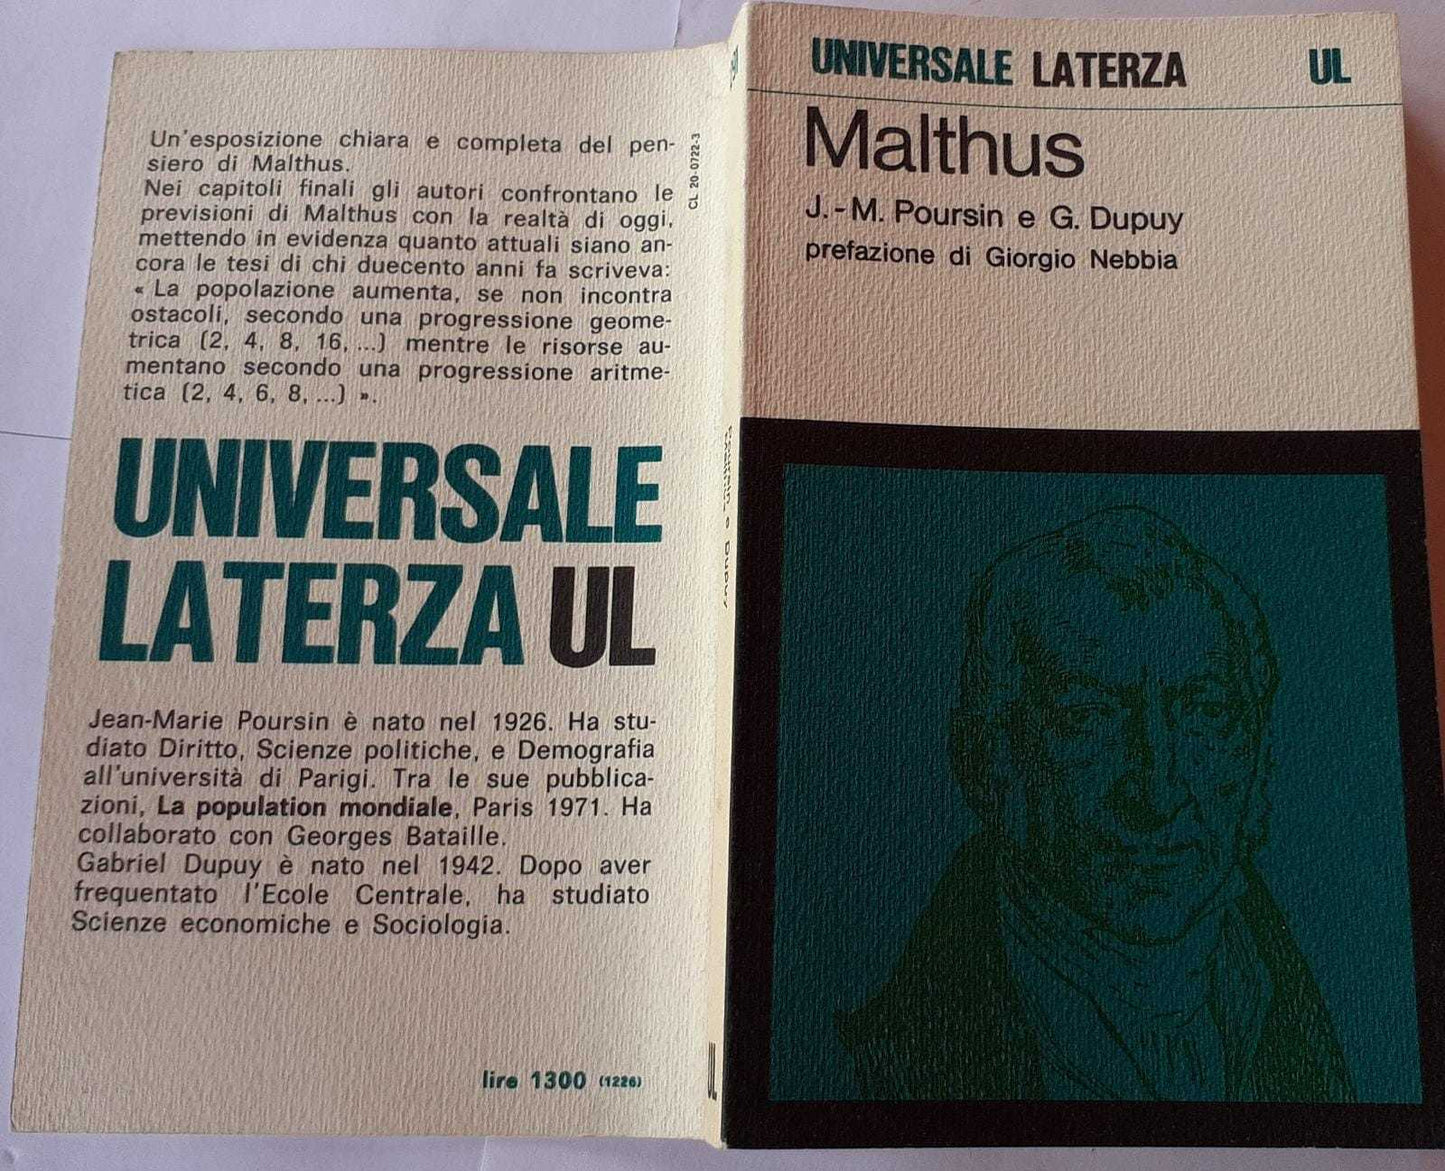 Un'esposizione chiara e completa del pen-
siero di Malthus.
Nei capitoli finali gli autori confrontano le
previsioni di Malthus con la realtà di oggi,
mettendo in evidenza quanto attuali siano an-
cora le tesi di chi duecento anni fa scriveva:
« La popolazione aumenta, se non incontra
ostacoli, secondo una progressione geome-
trica (2, 4, 8, 16, ...) mentre le risorse au-
mentano secondo una progressione aritme-
tica (2, 4, 6, 8, ...) ».
CL 20-0722-3
UNIVERSALE
LATERZA UL
Jean-Marie Poursin è nato nel 1926. Ha stu-
diato Diritto, Scienze politiche, e Demografia
all'università di Parigi. Tra le sue pubblica-
zioni, La population mondiale, Paris 1971. Ha
collaborato con Georges Bataille.
Gabriel Dupuy è nato nel 1942. Dopo aver
frequentato l'Ecole Centrale, ha studiato
Scienze economiche e Sociologia.
lire 1300 (1226)
Poursin e Dupuy
UL
UNIVERSALE LATERZA UL
Malthus
J.-M. Poursin e G. Dupuy
prefazione di Giorgio Nebbia